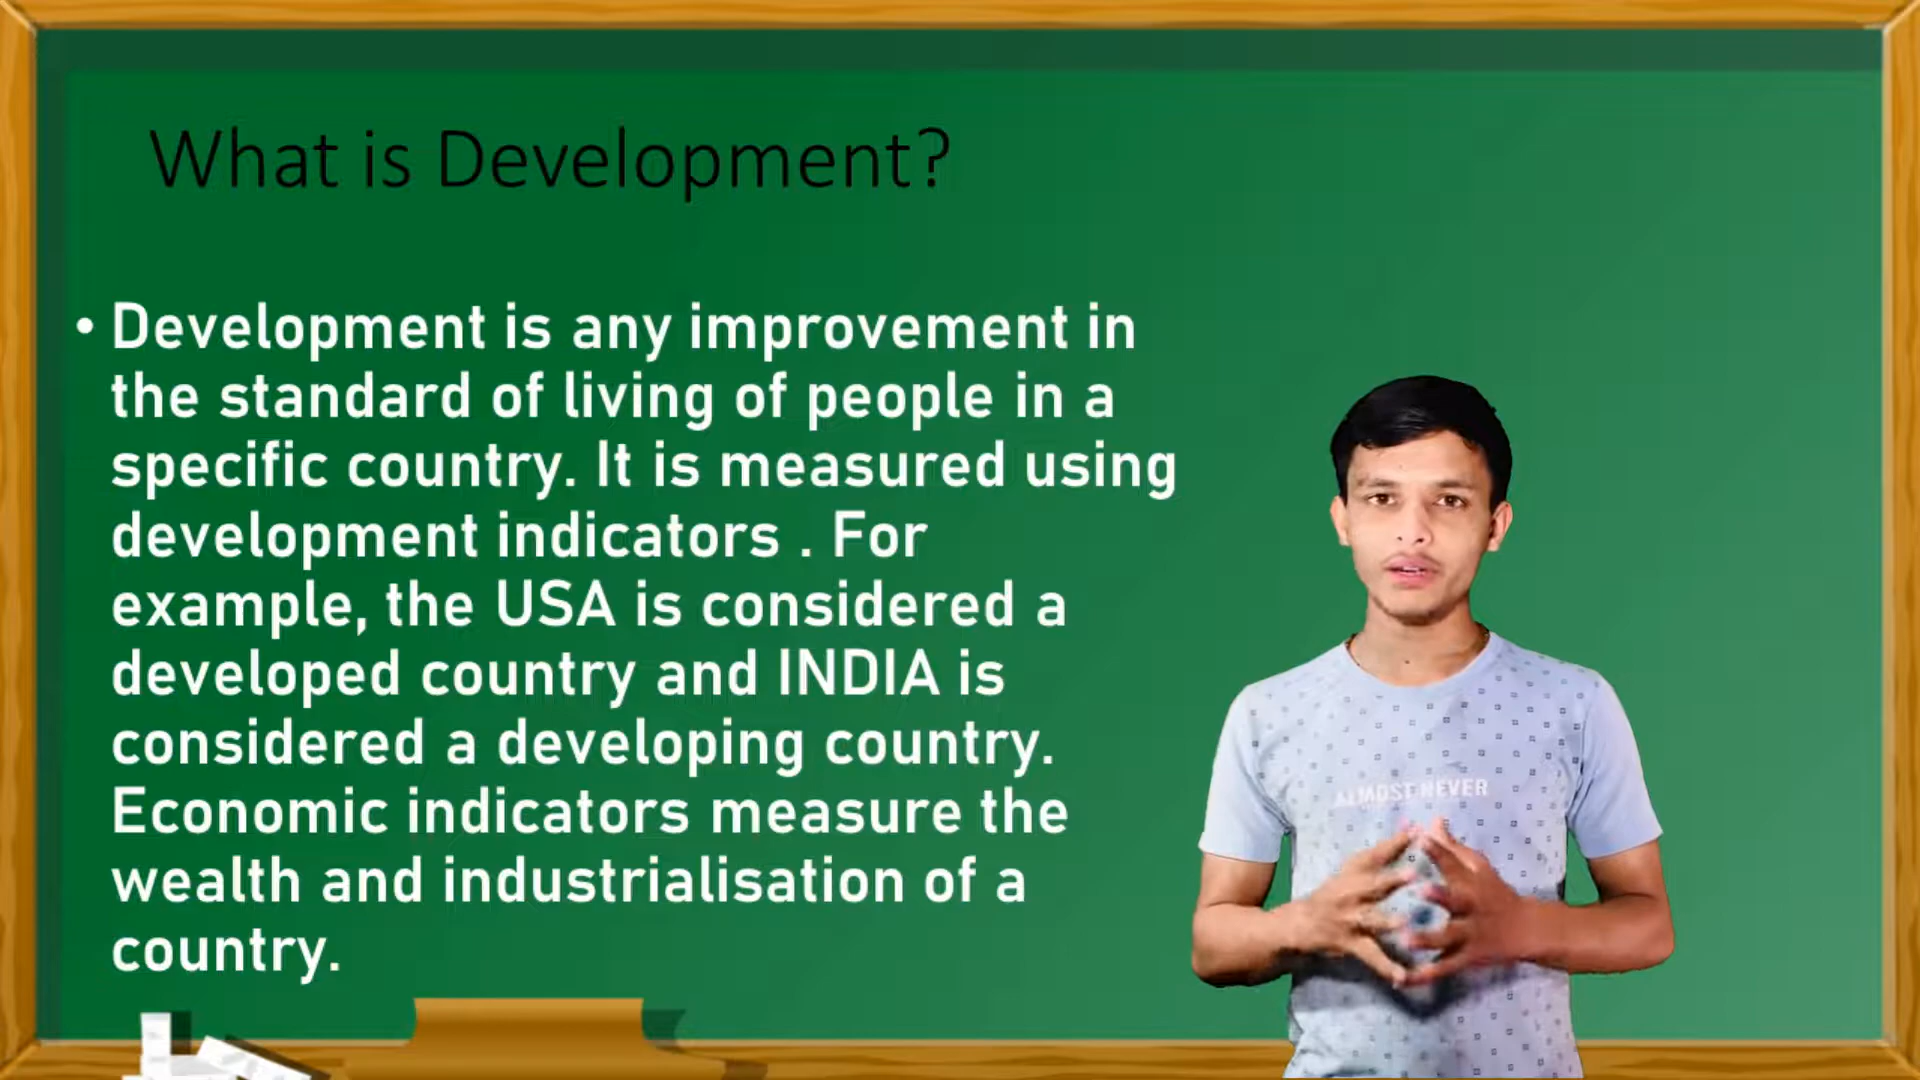 What is Development?
• Development is any improvement in
the standard of living of people in a
specific country. It is measured using
development indicators . For
example, the USA is considered a
developed country and INDIA is
considered a developing country.
Economic indicators measure the
wealth and industrialisation of a
country.
ALMOST NEVER